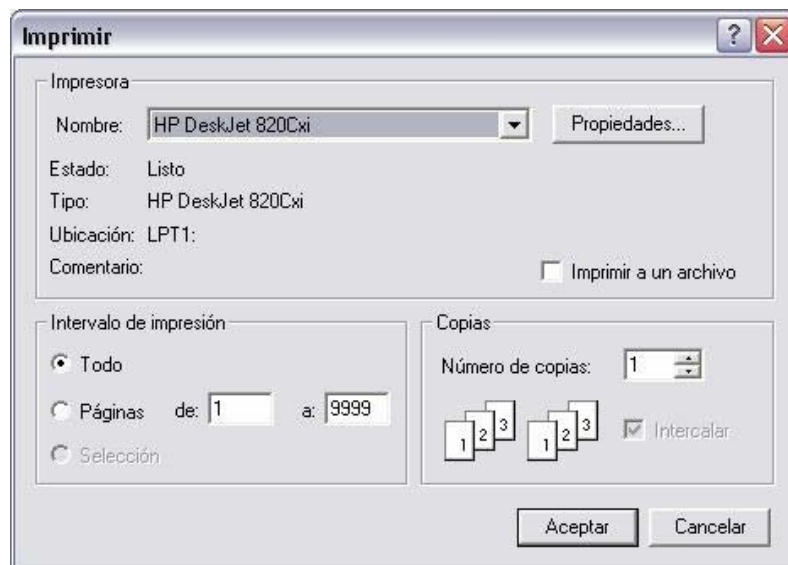 Imprimir
Impresora
Nombre: HP DeskJet 820Cxi Propiedades...
Estado: Listo
Tipo: HP DeskJet 820Cxi
Ubicación: LPT1:
Comentario: Imprimir a un archivo
Intervalo de impresión
Todo
Páginas de: 1 a: 9999
Selección
Copias
Número de copias: 1
1 2 3 1 2 3 Intercalar
Aceptar Cancelar